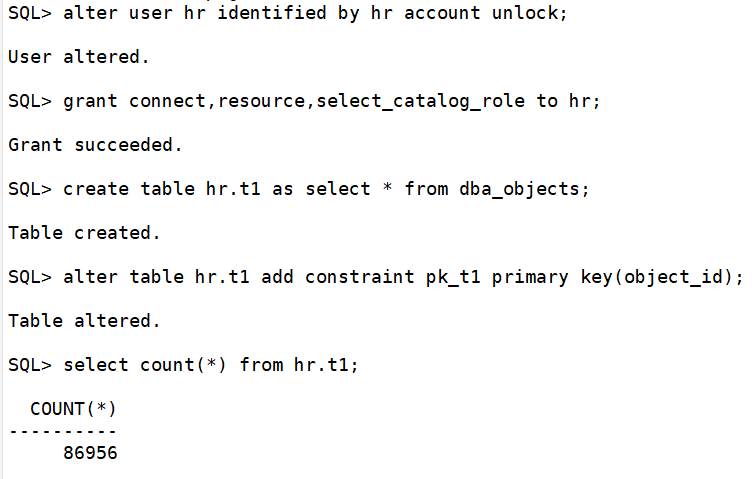 SQL> alter user hr identified by hr account unlock;
User altered.
SQL> grant connect,resource,select_catalog_role to hr;
Grant succeeded.
SQL> create table hr.t1 as select * from dba_objects;
Table created.
SQL> alter table hr.t1 add constraint pk_t1 primary key(object_id);
Table altered.
SQL> select count(*) from hr.t1;
COUNT(*)
----------
86956